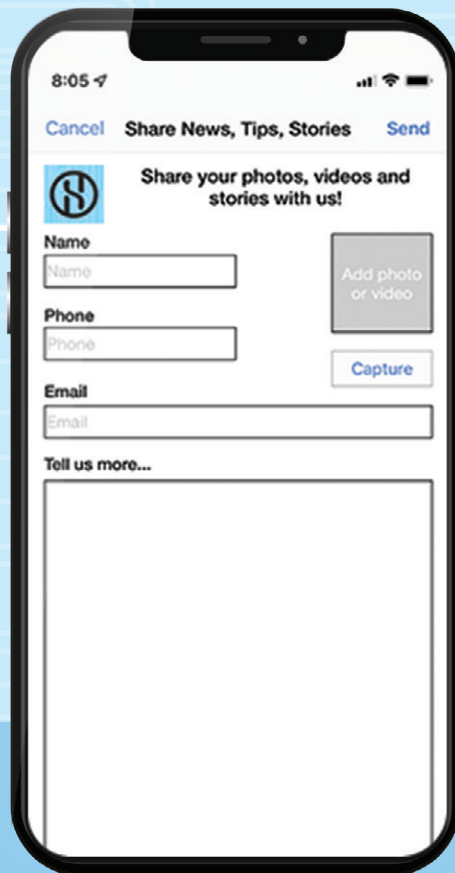 8:05
Cancel Share News, Tips, Stories Send
Share your photos, videos and
stories with us!
Name
Name
Add photo
or video
Phone
Phone
Capture
Email
Email
Tell us more...